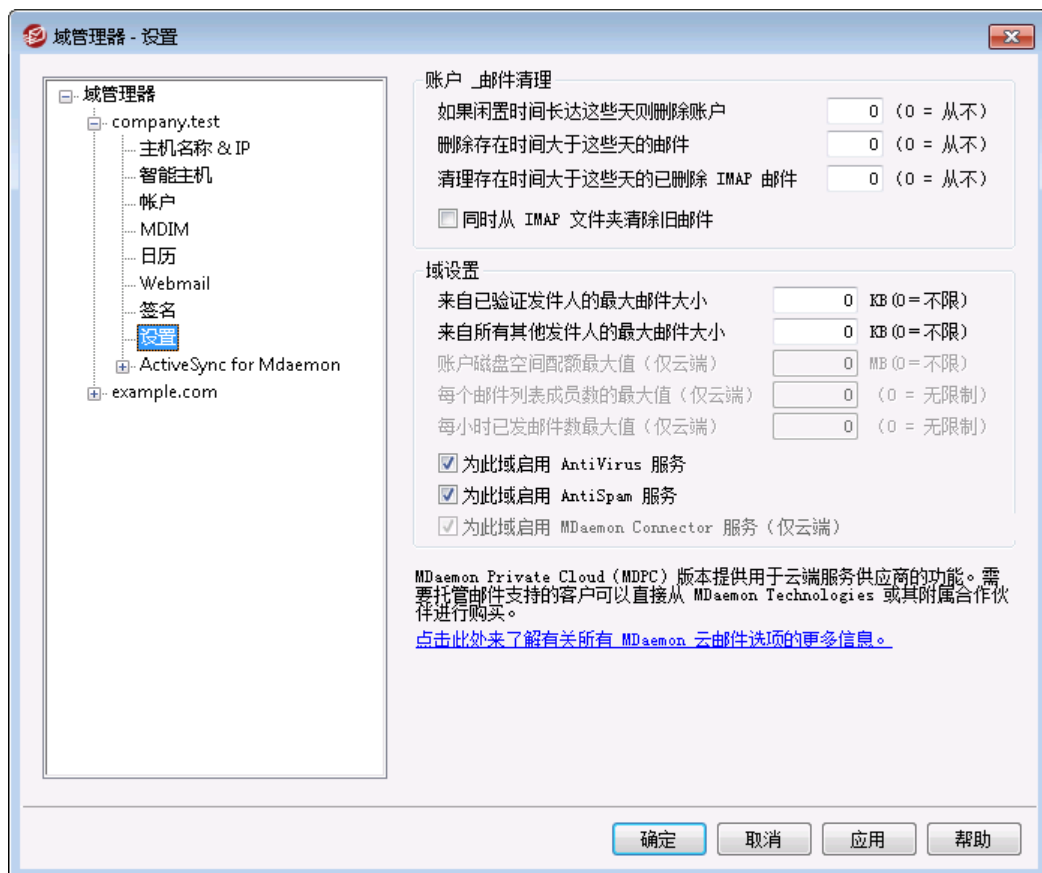 域管理器 - 设置
域管理器
company.test
主机名称 & IP
智能主机
帐户
MDIM
日历
Webmail
签名
设置
ActiveSync for Mdaemon
example.com
账户 _邮件清理
如果闲置时间长达这些天则删除账户 0 (0 = 从不)
删除存在时间大于这些天的邮件 0 (0 = 从不)
清理存在时间大于这些天的已删除 IMAP 邮件 0 (0 = 从不)
同时从 IMAP 文件夹清除旧邮件
域设置
来自已验证发件人的最大邮件大小 0 KB(0=不限)
来自所有其他发件人的最大邮件大小 0 KB(0=不限)
账户磁盘空间配额最大值（仅云端） 0 MB(0=不限)
每个邮件列表成员数的最大值（仅云端） 0 (0 = 无限制)
每小时已发邮件数最大值（仅云端） 0 (0 = 无限制)
为此域启用 AntiVirus 服务
为此域启用 AntiSpam 服务
为此域启用 MDaemon Connector 服务（仅云端）
MDaemon Private Cloud (MDPC) 版本提供用于云端服务供应商的功能。需
要托管邮件支持的客户可以直接从 MDaemon Technologies 或其附属合作伙
伴进行购买。
点击此处来了解有关所有 MDaemon 云邮件选项的更多信息。
确定 取消 应用 帮助